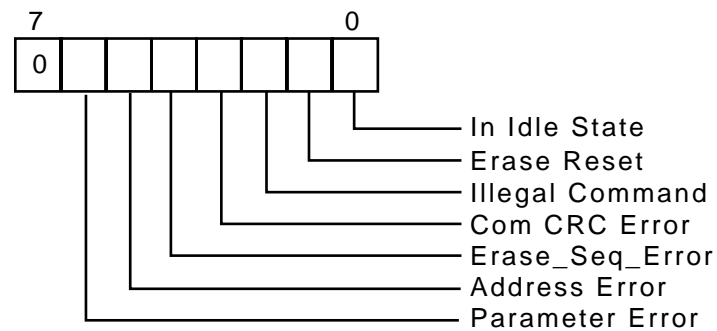 7 0
0
In Idle State
Erase Reset
Illegal Command
Com CRC Error
Erase_Seq_Error
Address Error
Parameter Error